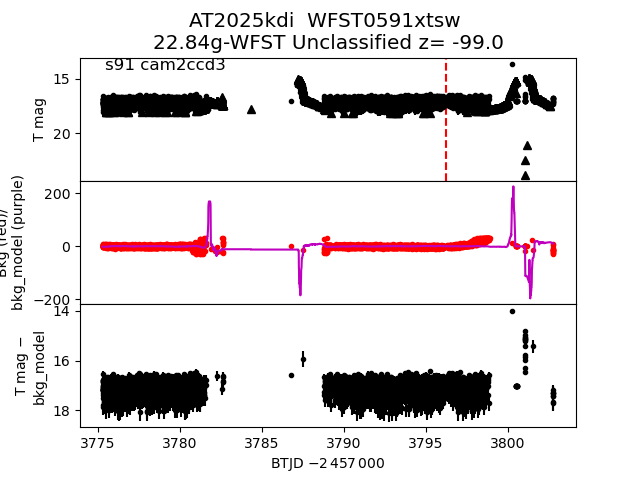 AT2025kdi  WFST0591xtsw
22.84g-WFST Unclassified z= -99.0
s91 cam2ccd3
15
20
T mag
200
0
−200
Bkg (red)/
bkg_model (purple)
14
16
18
T mag −
bkg_model
3775 3780 3785 3790 3795 3800
BTJD −2 457 000